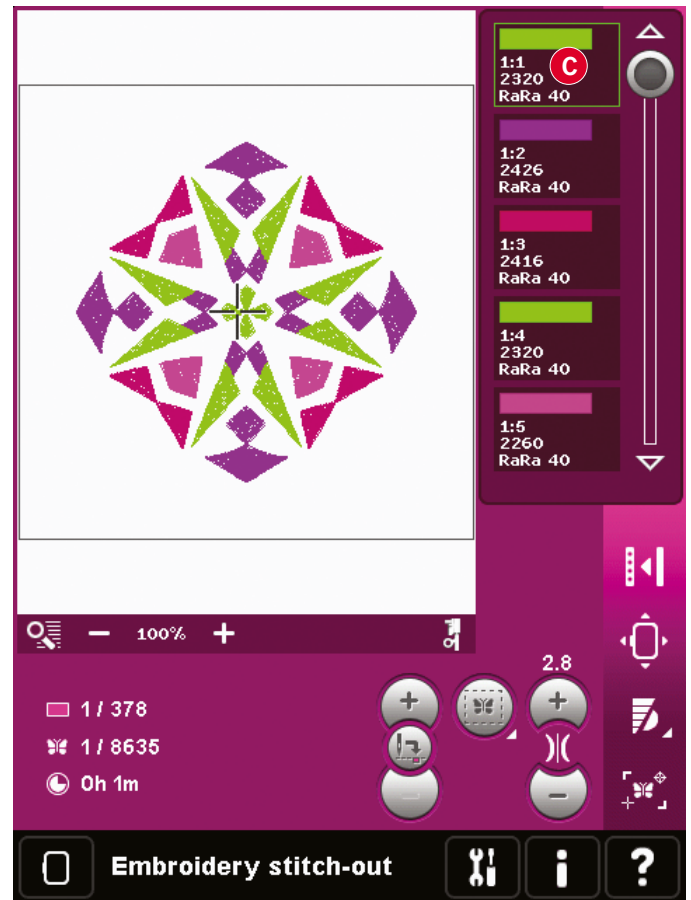 C
1:1
2320
RaRa 40
1:2
2426
RaRa 40
1:3
2416
RaRa 40
1:4
2320
RaRa 40
1:5
2260
RaRa 40
100%
2.8
1 / 378
1 / 8635
0h 1m
Embroidery stitch-out
?